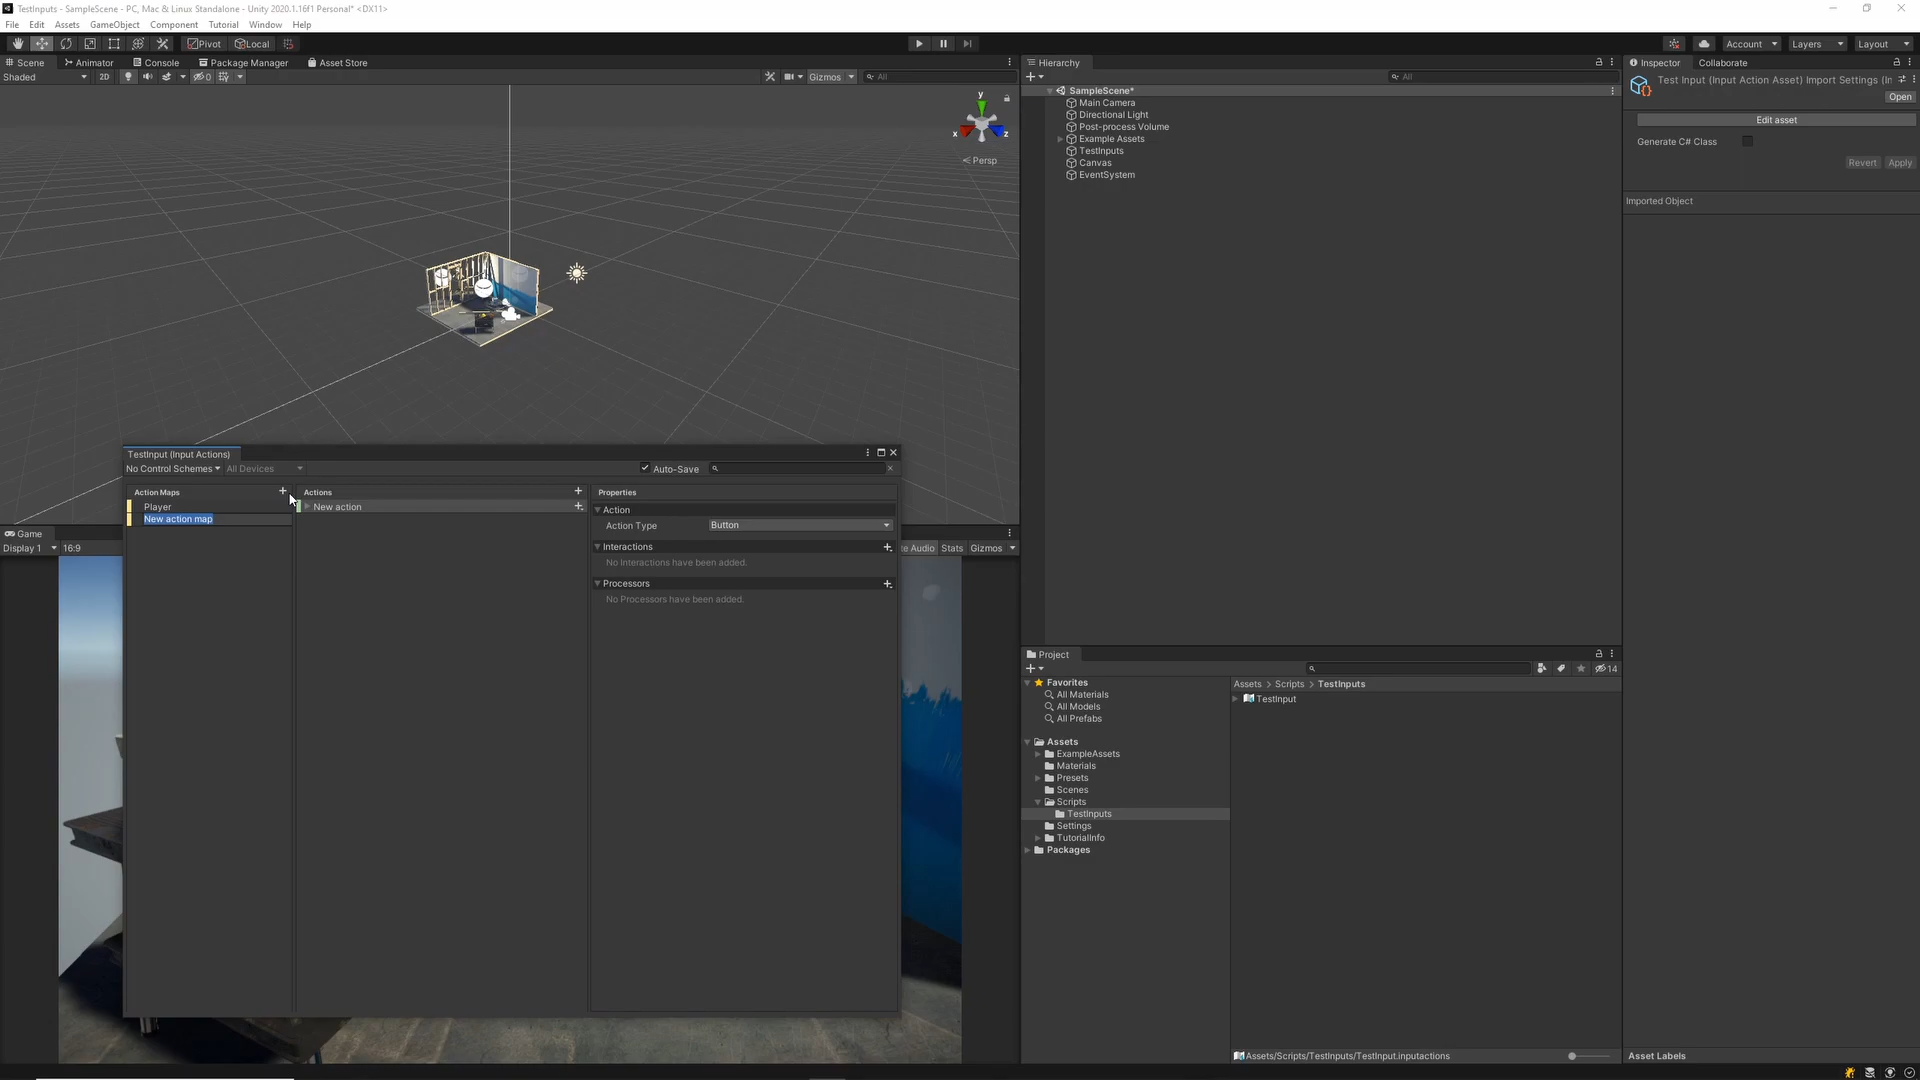 TestInputs - SampleScene - PC, Mac & Linux Standalone - Unity 2020.1.16f1 Personal* <DX11>
File Edit Assets GameObject Component Tutorial Window Help
Pivot Local Account Layers Layout
Scene Animator Console Package Manager Asset Store
Shaded 2D 0 Gizmos All
y
x z
Persp
Hierarchy
All
SampleScene*
Main Camera
Directional Light
Post-process Volume
Example Assets
TestInputs
Canvas
EventSystem
Inspector Collaborate
Test Input (Input Action Asset) Import Settings (In
Open
Edit asset
Generate C# Class
Revert Apply
Imported Object
TestInput (Input Actions)
No Control Schemes All Devices Auto-Save
Action Maps + Actions + Properties
Player
New action map
New action
Action
Action Type Button
Interactions
No Interactions have been added.
Processors
No Processors have been added.
Game
Display 1 16:9 te Audio Stats Gizmos
Project
14
Favorites
All Materials
All Models
All Prefabs
Assets
ExampleAssets
Materials
Presets
Scenes
Scripts
TestInputs
Settings
TutorialInfo
Packages
Assets > Scripts > TestInputs
TestInput
Assets/Scripts/TestInputs/TestInput.inputactions
Asset Labels